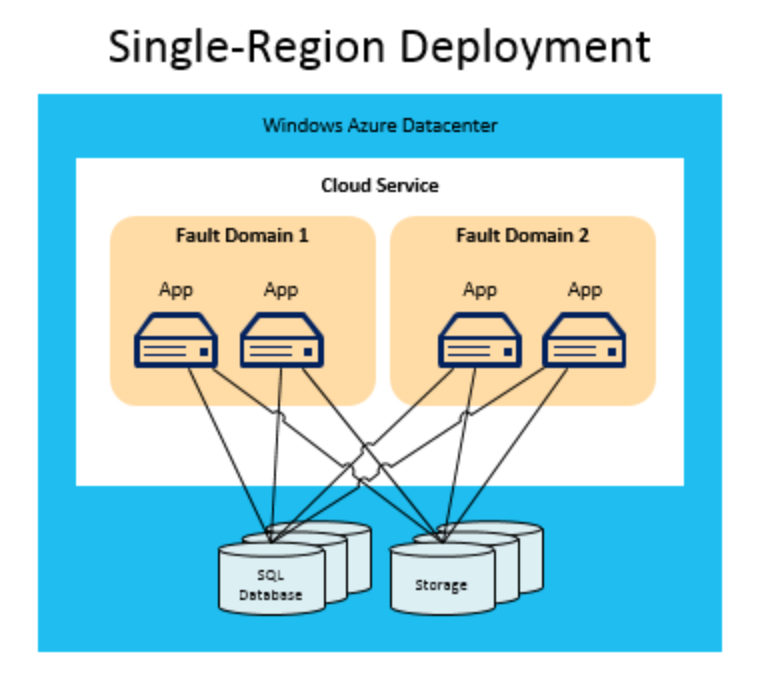 Single-Region Deployment
Windows Azure Datacenter
Cloud Service
Fault Domain 1
Fault Domain 2
App
App
App
App
SQL
Database
Storage